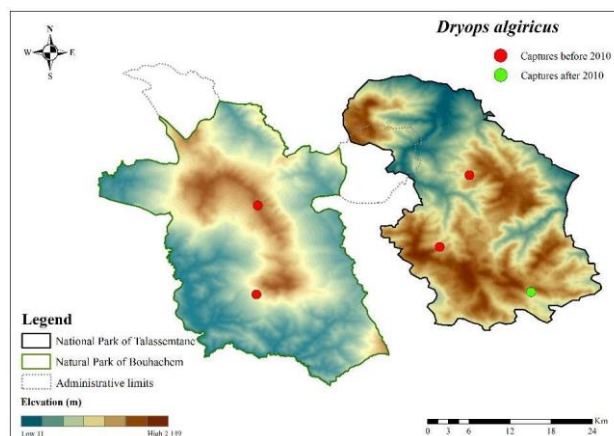 Dryops algiricus
N
W E
S
Captures before 2010
Captures after 2010
Legend
National Park of Talassemtane
Natural Park of Bouhachem
Administrative limits
Elevation (m)
Low 11 High 2 149
Km
0 3 6 12 18 24